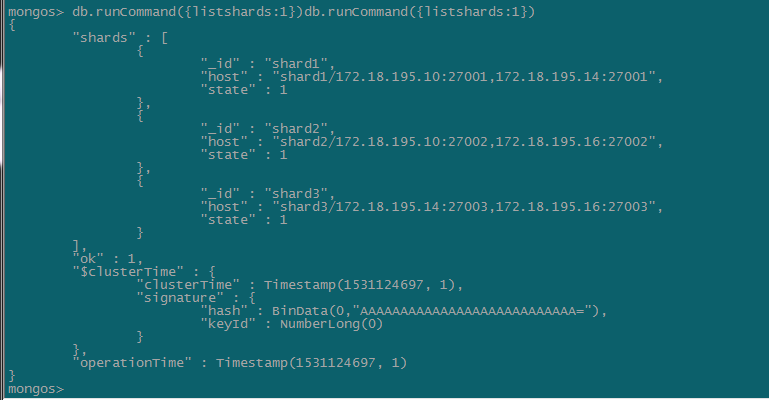 mongos> db.runCommand({listshards:1})db.runCommand({listshards:1})
{
        "shards" : [
                {
                        "_id" : "shard1",
                        "host" : "shard1/172.18.195.10:27001,172.18.195.14:27001",
                        "state" : 1
                },
                {
                        "_id" : "shard2",
                        "host" : "shard2/172.18.195.10:27002,172.18.195.16:27002",
                        "state" : 1
                },
                {
                        "_id" : "shard3",
                        "host" : "shard3/172.18.195.14:27003,172.18.195.16:27003",
                        "state" : 1
                }
        ],
        "ok" : 1,
        "$clusterTime" : {
                "clusterTime" : Timestamp(1531124697, 1),
                "signature" : {
                        "hash" : BinData(0,"AAAAAAAAAAAAAAAAAAAAAAAAAAA="),
                        "keyId" : NumberLong(0)
                }
        },
        "operationTime" : Timestamp(1531124697, 1)
}
mongos>